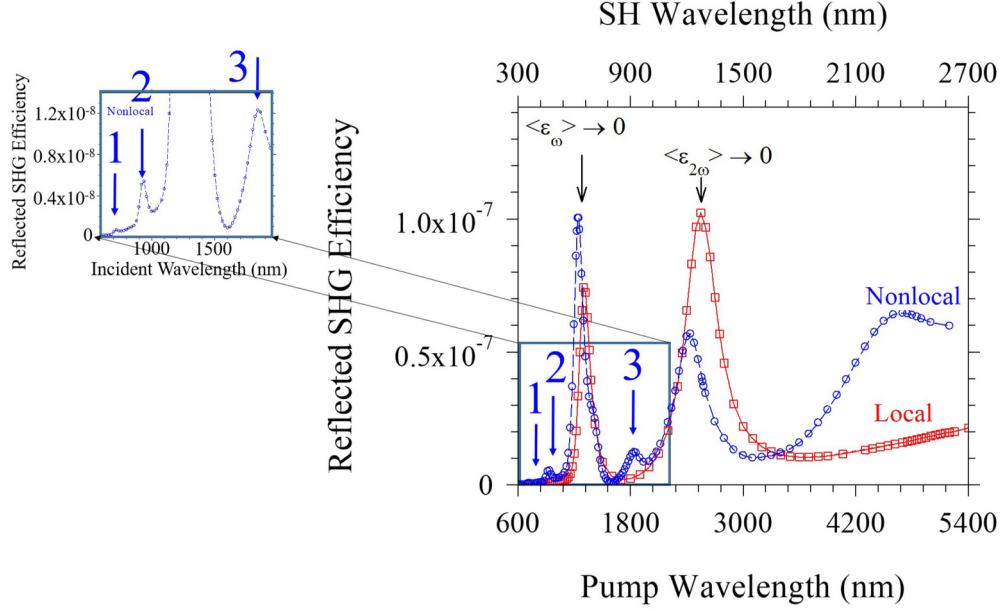 SH Wavelength (nm)
300 900 1500 2100 2700
<ε_ω> → 0
<ε_2ω> → 0
Reflected SHG Efficiency
1.0x10^-7
0.5x10^-7
0
Nonlocal
Local
1 2 3
600 1800 3000 4200 5400
Pump Wavelength (nm)
Reflected SHG Efficiency
1.2x10^-8
0.8x10^-8
0.4x10^-8
0
Nonlocal
1 2 3
1000 1500
Incident Wavelength (nm)